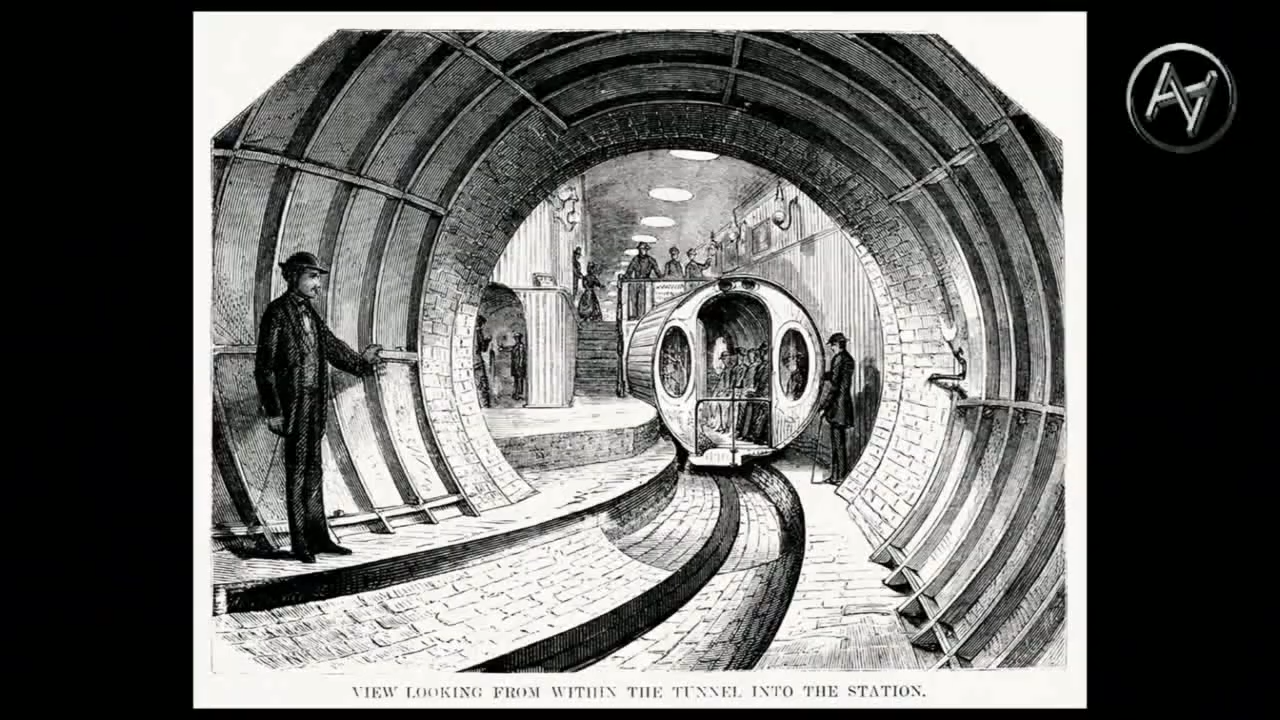 VIEW LOOKING FROM WITHIN THE TUNNEL INTO THE STATION.